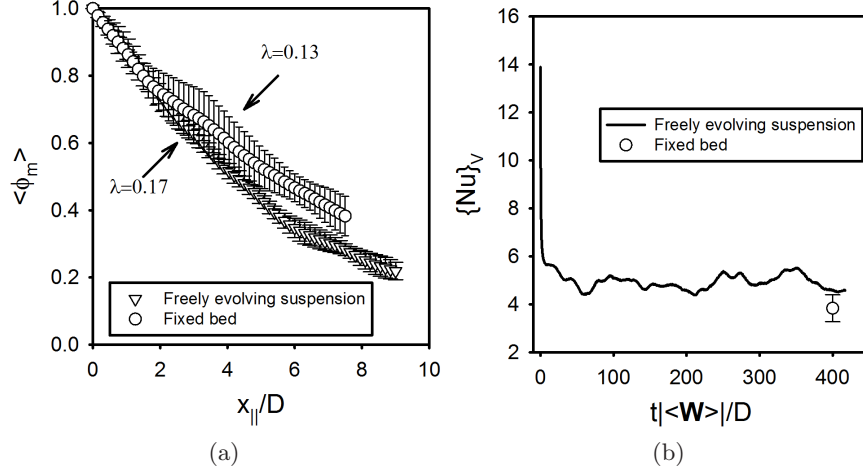 1.0
0.8
0.6
0.4
0.2
0.0
<ϕm>
λ=0.13
λ=0.17
Freely evolving suspension
Fixed bed
0 2 4 6 8 10
x||/D
(a)
16
14
12
10
8
6
4
2
{Nu}V
Freely evolving suspension
Fixed bed
0 100 200 300 400
t|<W>|/D
(b)